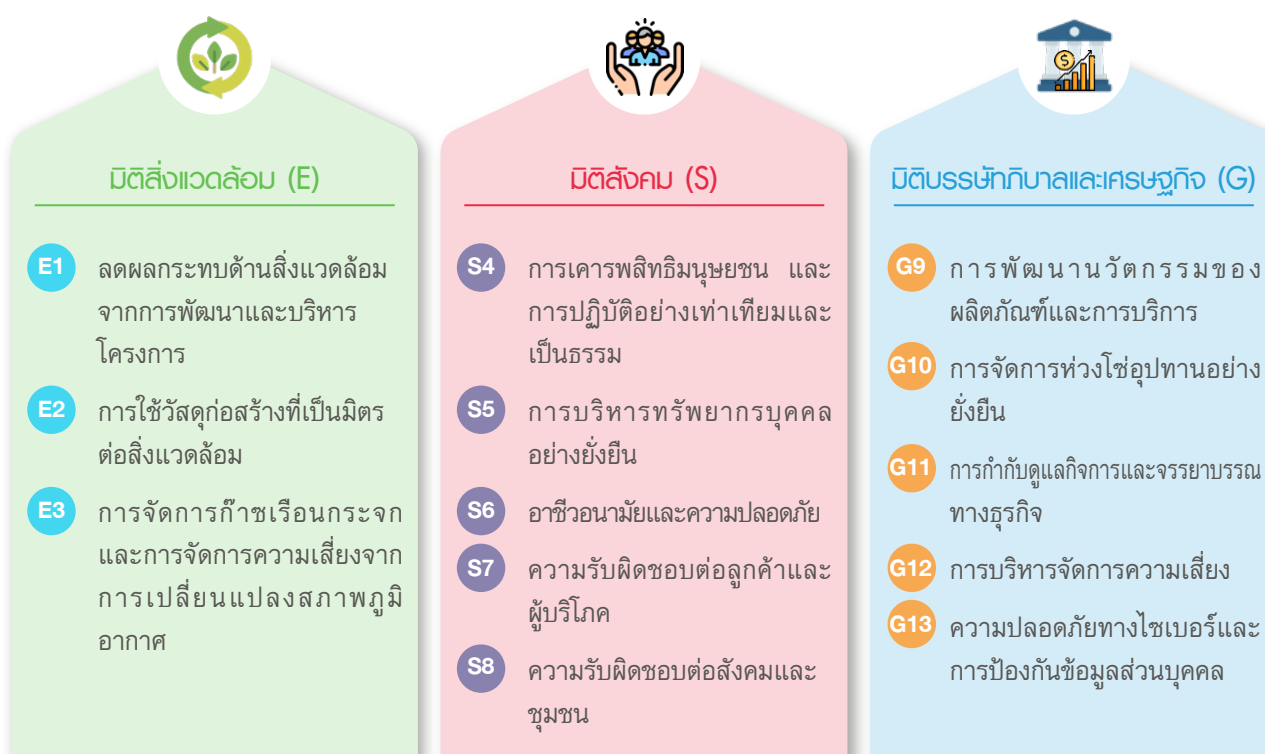 มิติสิ่งแวดล้อม (E)
E1 ลดผลกระทบด้านสิ่งแวดล้อม
จากการพัฒนาและบริหาร
โครงการ
E2 การใช้วัสดุก่อสร้างที่เป็นมิตร
ต่อสิ่งแวดล้อม
E3 การจัดการก๊าซเรือนกระจก
และการจัดการความเสี่ยงจาก
การเปลี่ยนแปลงสภาพภูมิ
อากาศ
มิติสังคม (S)
S4 การเคารพสิทธิมนุษยชน และ
การปฏิบัติอย่างเท่าเทียมและ
เป็นธรรม
S5 การบริหารทรัพยากรบุคคล
อย่างยั่งยืน
S6 อาชีวอนามัยและความปลอดภัย
S7 ความรับผิดชอบต่อลูกค้าและ
ผู้บริโภค
S8 ความรับผิดชอบต่อสังคมและ
ชุมชน
มิติบรรษัทภิบาลและเศรษฐกิจ (G)
G9 การพัฒนานวัตกรรมของ
ผลิตภัณฑ์และการบริการ
G10 การจัดการห่วงโซ่อุปทานอย่าง
ยั่งยืน
G11 การกำกับดูแลกิจการและจรรยาบรรณ
ทางธุรกิจ
G12 การบริหารจัดการความเสี่ยง
G13 ความปลอดภัยทางไซเบอร์และ
การป้องกันข้อมูลส่วนบุคคล